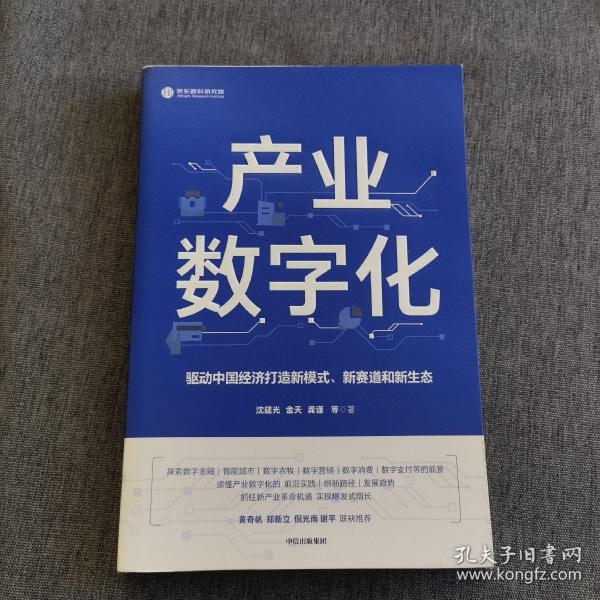 京东数科研究院
产业
数字化
驱动中国经济打造新模式、新赛道和新生态
沈建光 金天 龚谨 等◎著
探索数字金融|智能城市|数字农牧|数字营销|数字消费|数字支付等的前景
读懂产业数字化的 前沿实践|创新路径|发展趋势
抓住新产业革命机遇 实现爆发式增长
黄奇帆 郑新立 倪光南 谢平 联袂推荐
中信出版集团
孔夫子旧书网
www.kongfz.com